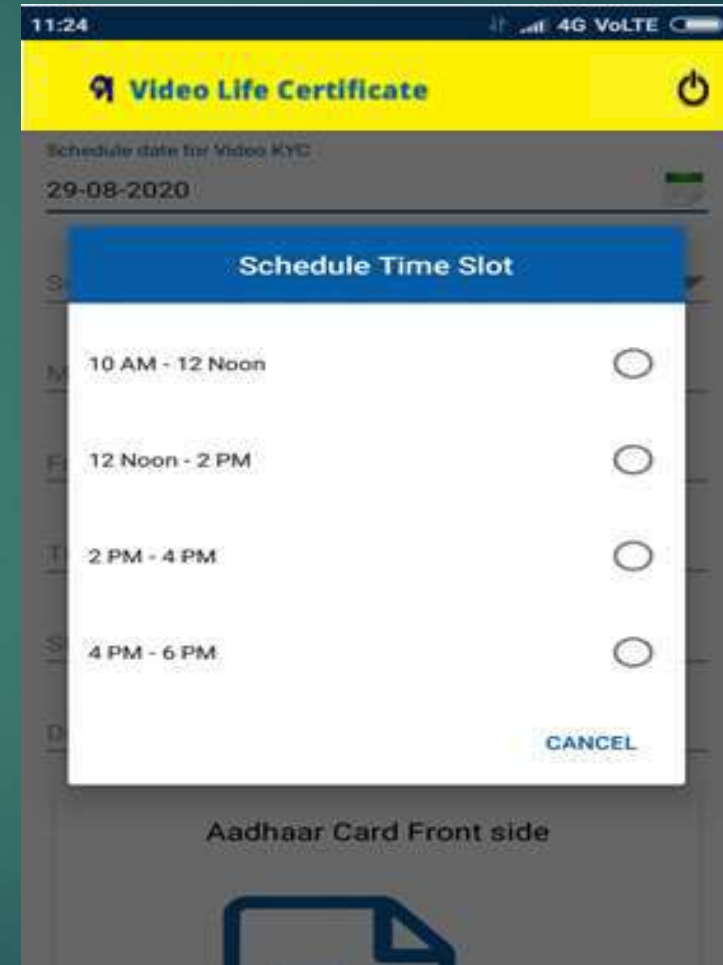 11:24 4G VoLTE
Video Life Certificate
Schedule date for Video KYC
29-08-2020
Schedule Time Slot
10 AM - 12 Noon
12 Noon - 2 PM
2 PM - 4 PM
4 PM - 6 PM
CANCEL
Aadhaar Card Front side